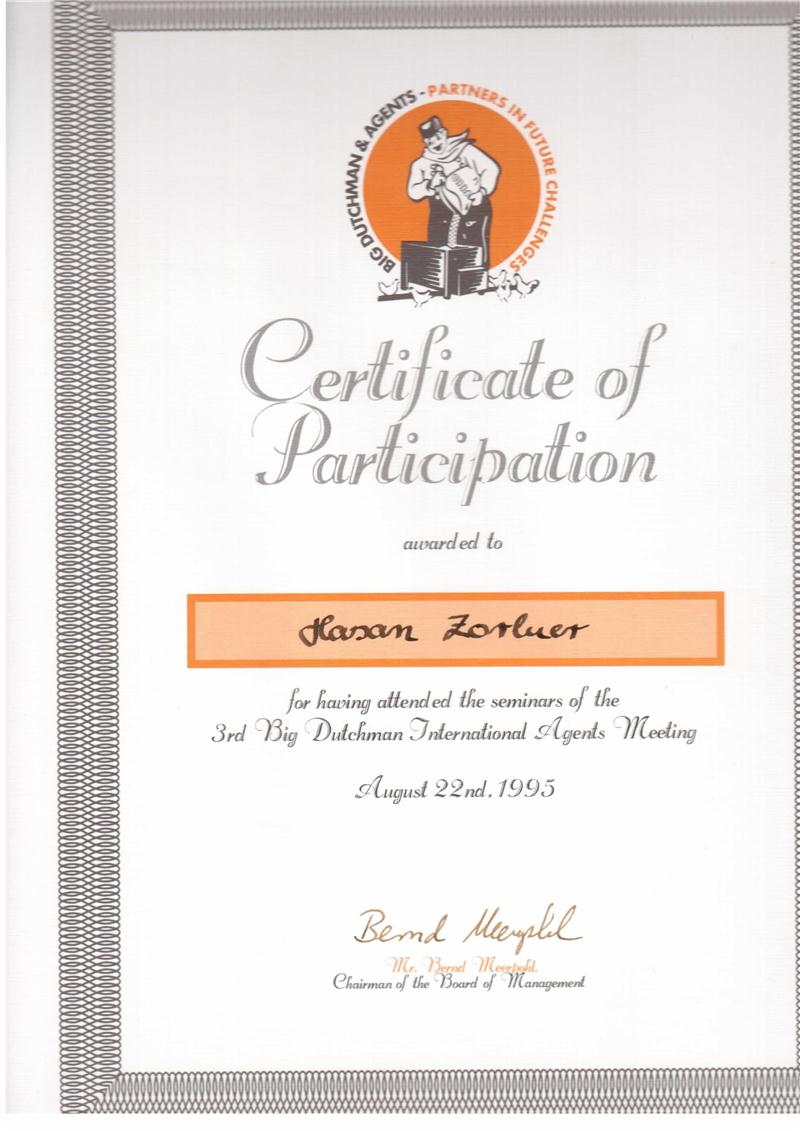 BIG DUTCHMAN & AGENTS - PARTNERS IN FUTURE CHALLENGES
Certificate of
Participation
awarded to
Hasan Zorluer
for having attended the seminars of the
3rd Big Dutchman International Agents Meeting
August 22nd, 1995
Bernd Meerpohl
Mr. Bernd Meerpohl,
Chairman of the Board of Management